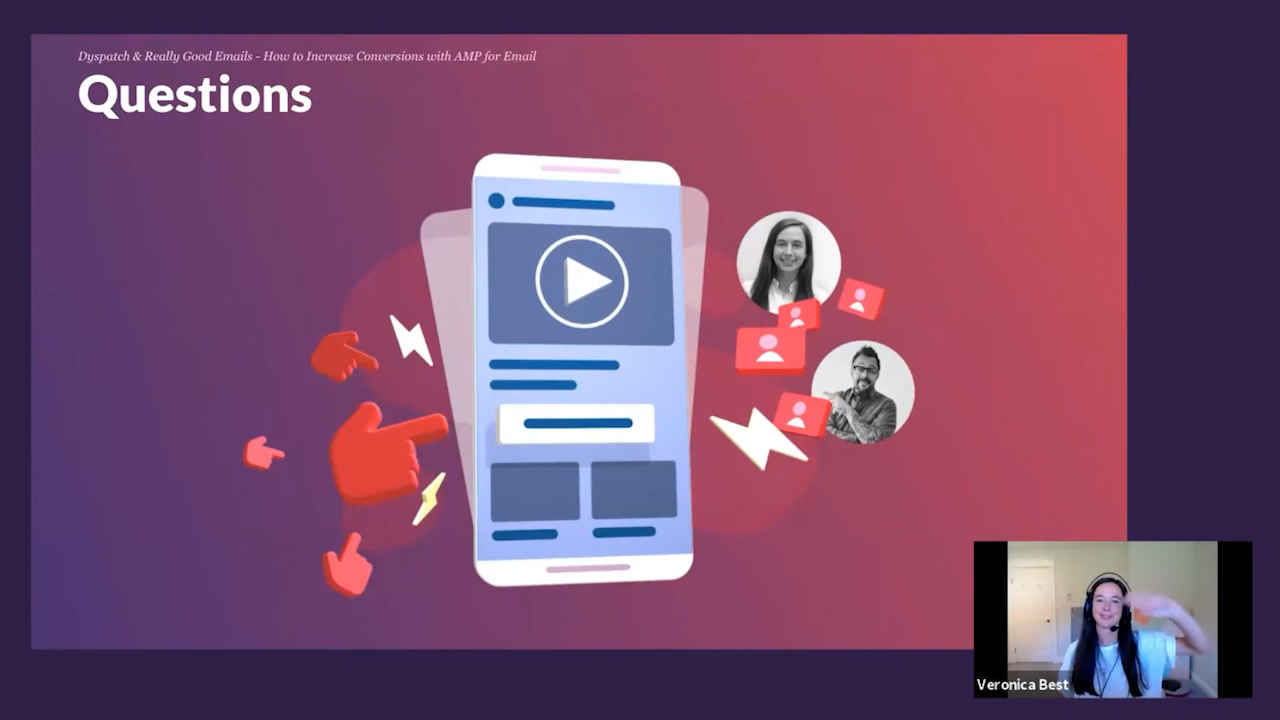 Dyspatch & Really Good Emails - How to Increase Conversions with AMP for Email
Questions
Veronica Best